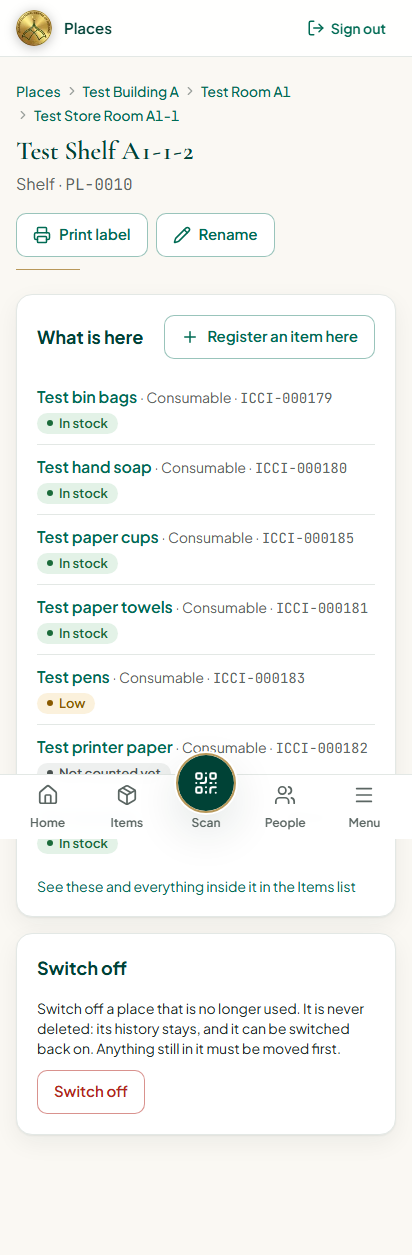 Places
Sign out
Places > Test Building A > Test Room A1
> Test Store Room A1-1
Test Shelf A1-1-2
Shelf · PL-0010
Print label
Rename
What is here
Register an item here
Test bin bags · Consumable · ICCI-000179
In stock
Test hand soap · Consumable · ICCI-000180
In stock
Test paper cups · Consumable · ICCI-000185
In stock
Test paper towels · Consumable · ICCI-000181
In stock
Test pens · Consumable · ICCI-000183
Low
Test printer paper · Consumable · ICCI-000182
Not counted yet
Home
Items
Scan
People
Menu
In stock
See these and everything inside it in the Items list
Switch off
Switch off a place that is no longer used. It is never
deleted: its history stays, and it can be switched
back on. Anything still in it must be moved first.
Switch off